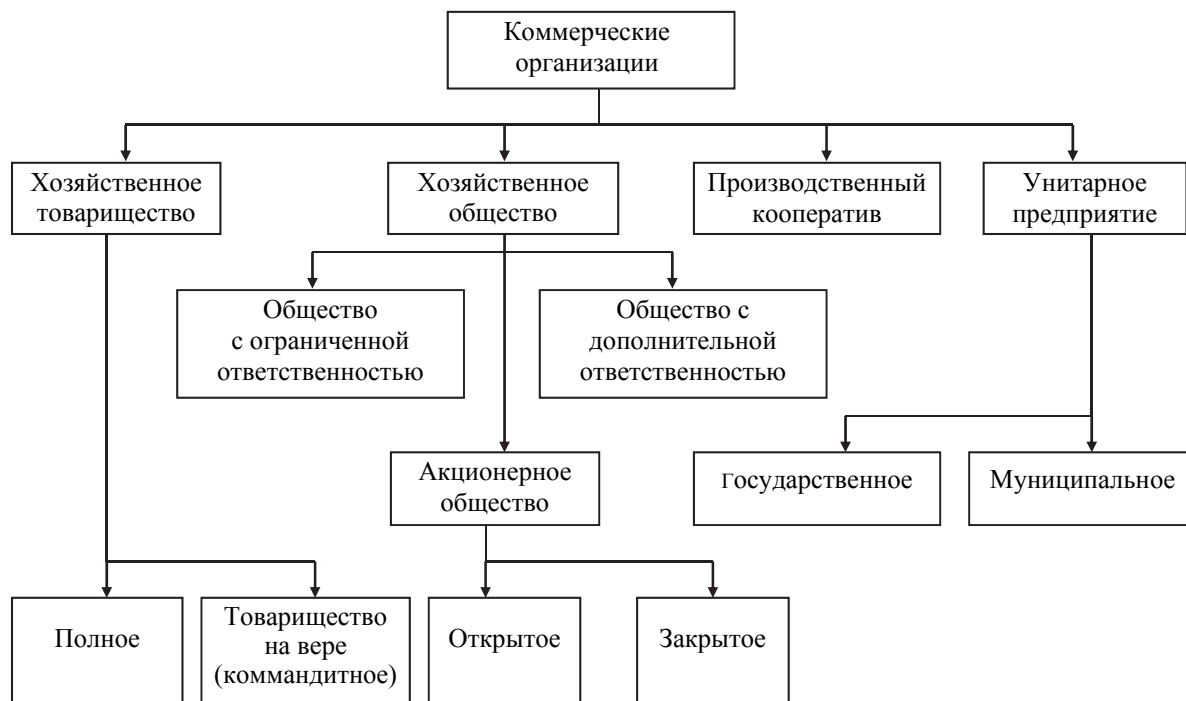 Коммерческие
организации
Хозяйственное
товарищество
Хозяйственное
общество
Производственный
кооператив
Унитарное
предприятие
Общество
с ограниченной
ответственностью
Общество с
дополнительной
ответственностью
Акционерное
общество
Государственное
Муниципальное
Полное
Товарищество
на вере
(коммандитное)
Открытое
Закрытое